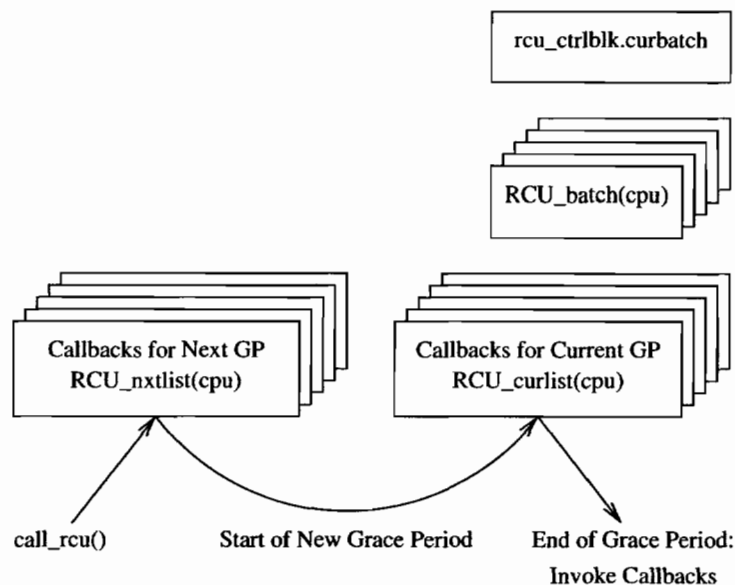 rcu_ctrlblk.curbatch
RCU_batch(cpu)
Callbacks for Next GP
RCU_nxtlist(cpu)
Callbacks for Current GP
RCU_curlist(cpu)
call_rcu()
Start of New Grace Period
End of Grace Period:
Invoke Callbacks